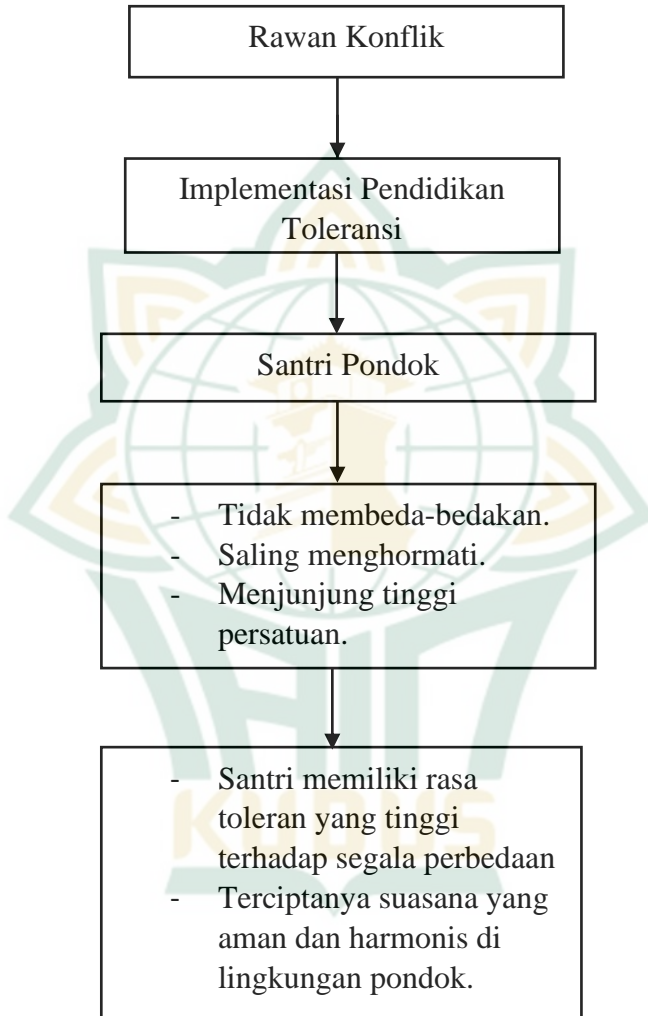 Rawan Konflik
Implementasi Pendidikan
Toleransi
Santri Pondok
- Tidak membeda-bedakan.
- Saling menghormati.
- Menjunjung tinggi
persatuan.
- Santri memiliki rasa
toleran yang tinggi
terhadap segala perbedaan
- Terciptanya suasana yang
aman dan harmonis di
lingkungan pondok.
KUDUS